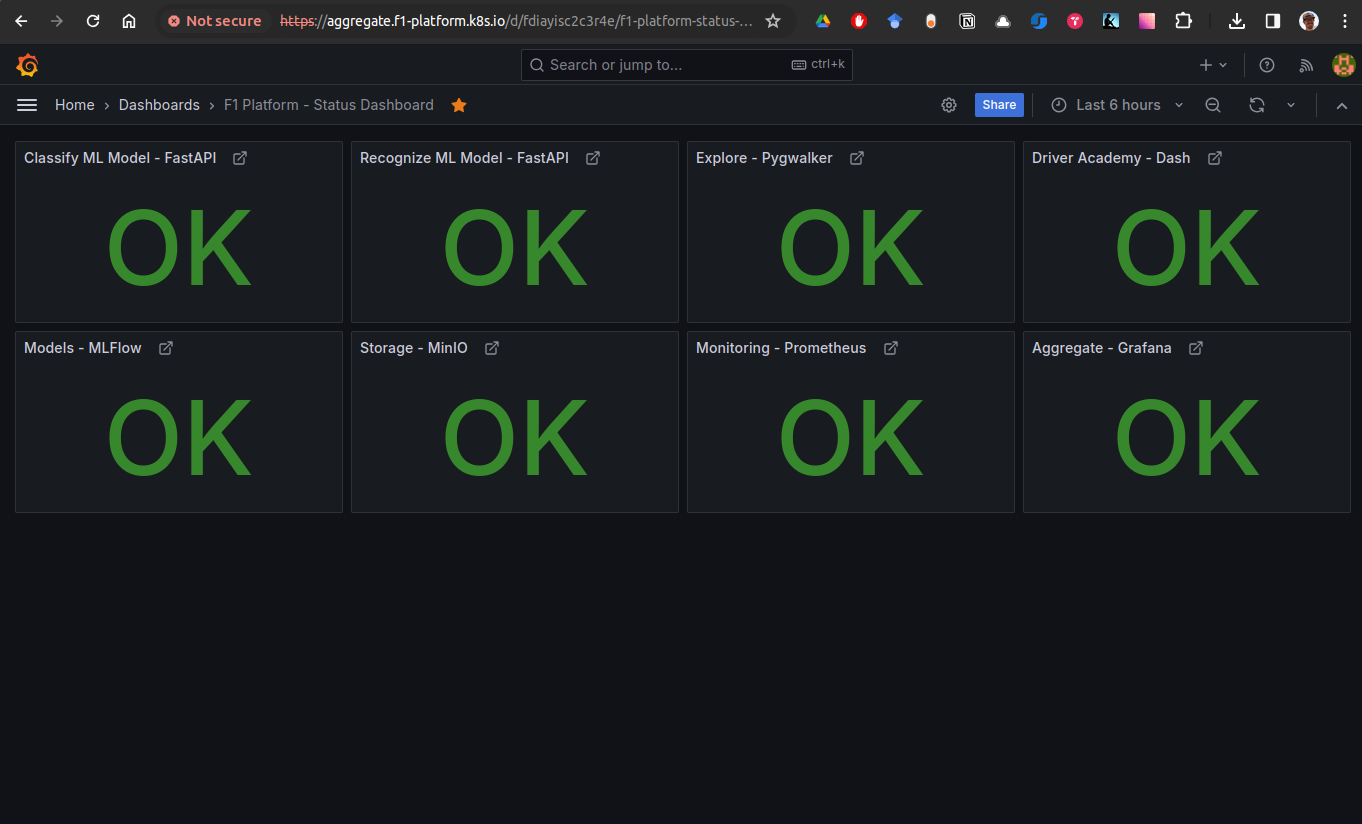 Not secure https://aggregate.f1-platform.k8s.io/d/fdiayisc2c3r4e/f1-platform-status-...
Search or jump to... ctrl+k
Home › Dashboards › F1 Platform - Status Dashboard Share Last 6 hours
Classify ML Model - FastAPI Recognize ML Model - FastAPI Explore - Pygwalker Driver Academy - Dash
OK OK OK OK
Models - MLFlow Storage - MinIO Monitoring - Prometheus Aggregate - Grafana
OK OK OK OK